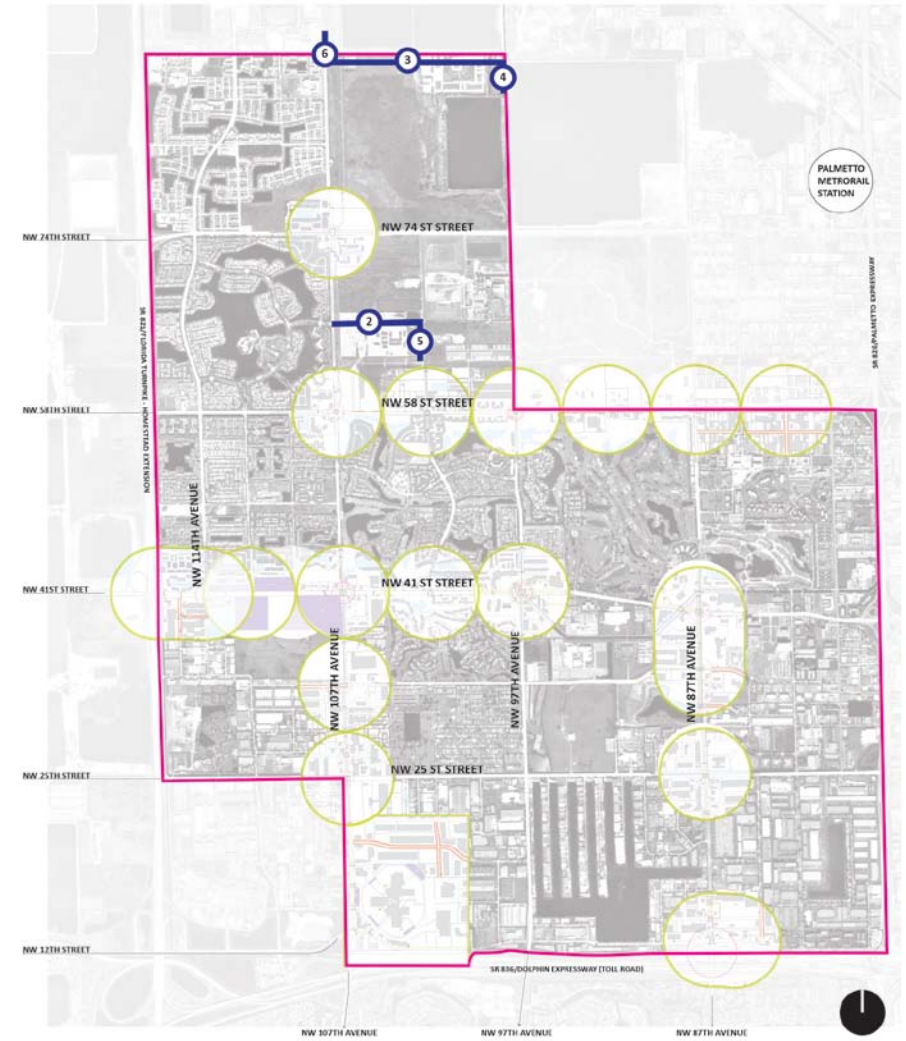 6
3
4
PALMETTO
METRORAIL
STATION
NW 74 ST STREET
NW 74TH STREET
SR 826/PALMETTO EXPRESSWAY
2
5
SR 821/FLORIDA TURNPIKE - HOMESTEAD EXTENSION
NW 58 ST STREET
NW 58TH STREET
NW 114TH AVENUE
NW 41 ST STREET
NW 41ST STREET
NW 107TH AVENUE
NW 97TH AVENUE
NW 87TH AVENUE
NW 25 ST STREET
NW 25TH STREET
NW 12TH STREET
SR 836/DOLPHIN EXPRESSWAY (TOLL ROAD)
NW 107TH AVENUE
NW 97TH AVENUE
NW 87TH AVENUE